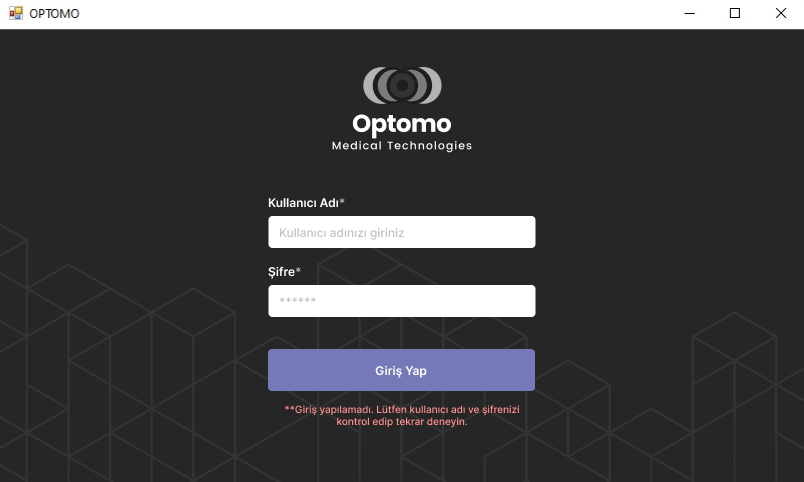 OPTOMO
Optomo
Medical Technologies
Kullanıcı Adı*
Kullanıcı adınızı giriniz
Şifre*
******
Giriş Yap
**Giriş yapılamadı. Lütfen kullanıcı adı ve şifrenizi
kontrol edip tekrar deneyin.